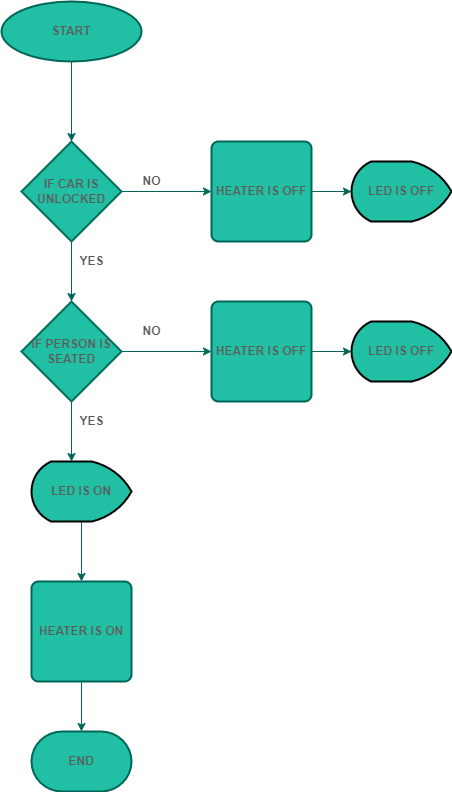 START
IF CAR IS
UNLOCKED
NO
HEATER IS OFF
LED IS OFF
YES
IF PERSON IS
SEATED
NO
HEATER IS OFF
LED IS OFF
YES
LED IS ON
HEATER IS ON
END